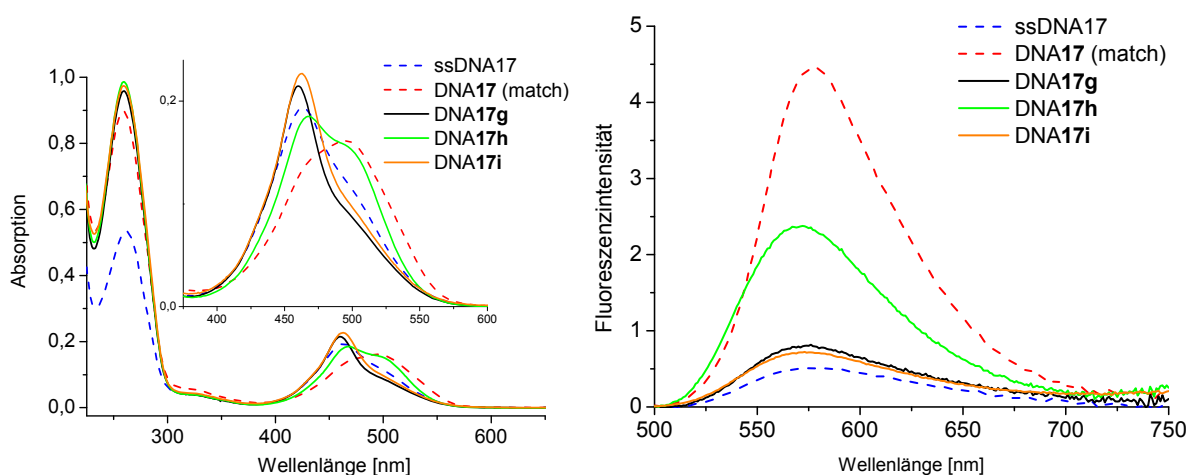 ssDNA17
DNA17 (match)
DNA17g
DNA17h
DNA17i
1,0
0,8
0,6
0,4
0,2
0,0
Absorption
300
400
500
600
Wellenlänge [nm]
0,2
0,0
400
450
500
550
600
ssDNA17
DNA17 (match)
DNA17g
DNA17h
DNA17i
5
4
3
2
1
0
Fluoreszenzintensität
500
550
600
650
700
750
Wellenlänge [nm]